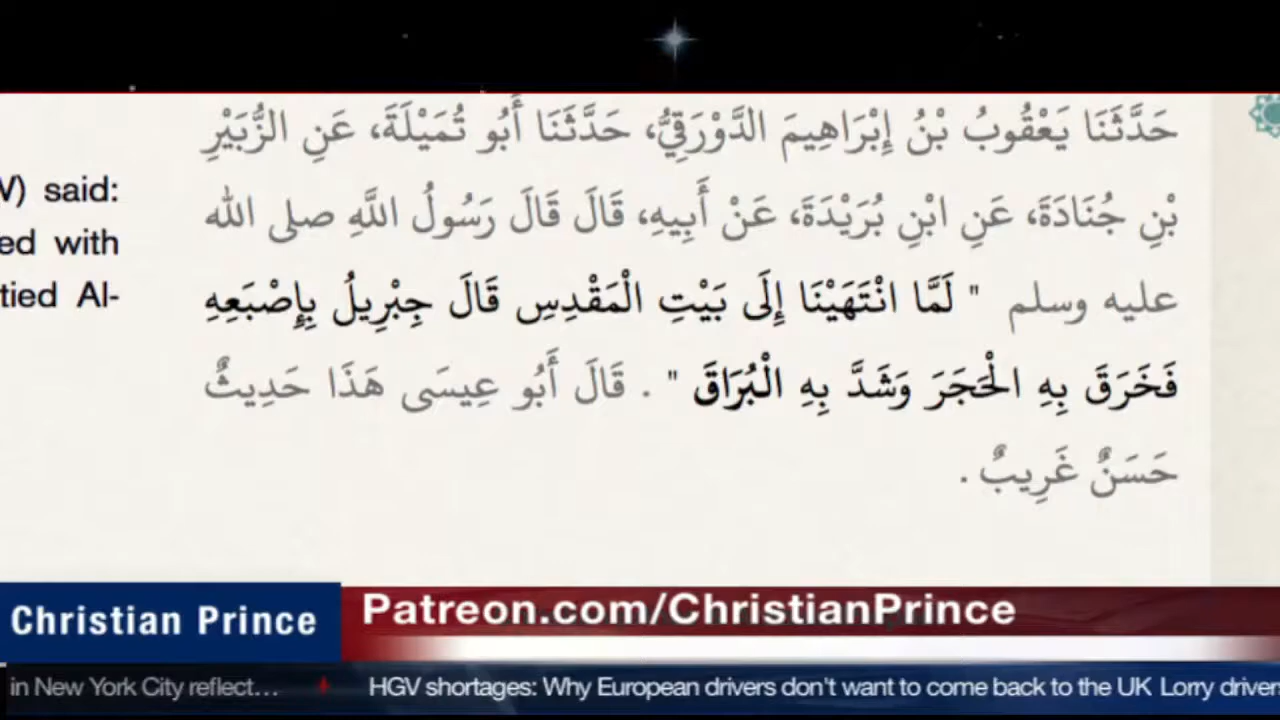 حَدَّثَنَا يَعْقُوبُ بْنُ إِبْرَاهِيمَ الدَّوْرَقِيُّ، حَدَّثَنَا أَبُو تُمَيْلَةَ، عَنِ الزُّبَيْرِ
بْنِ جُنَادَةَ، عَنِ ابْنِ بُرَيْدَةَ، عَنْ أَبِيهِ، قَالَ قَالَ رَسُولُ اللَّهِ صلى الله
عليه وسلم " لَمَّا انْتَهَيْنَا إِلَى بَيْتِ الْمَقْدِسِ قَالَ جِبْرِيلُ بِإِصْبَعِهِ
فَخَرَقَ بِهِ الْحَجَرَ وَشَدَّ بِهِ الْبُرَاقَ " . قَالَ أَبُو عِيسَى هَذَا حَدِيثٌ
حَسَنٌ غَرِيبٌ .
) said:
ed with
tied Al-
Christian Prince
Patreon.com/ChristianPrince
in New York City reflect...
HGV shortages: Why European drivers don't want to come back to the UK Lorry drivers